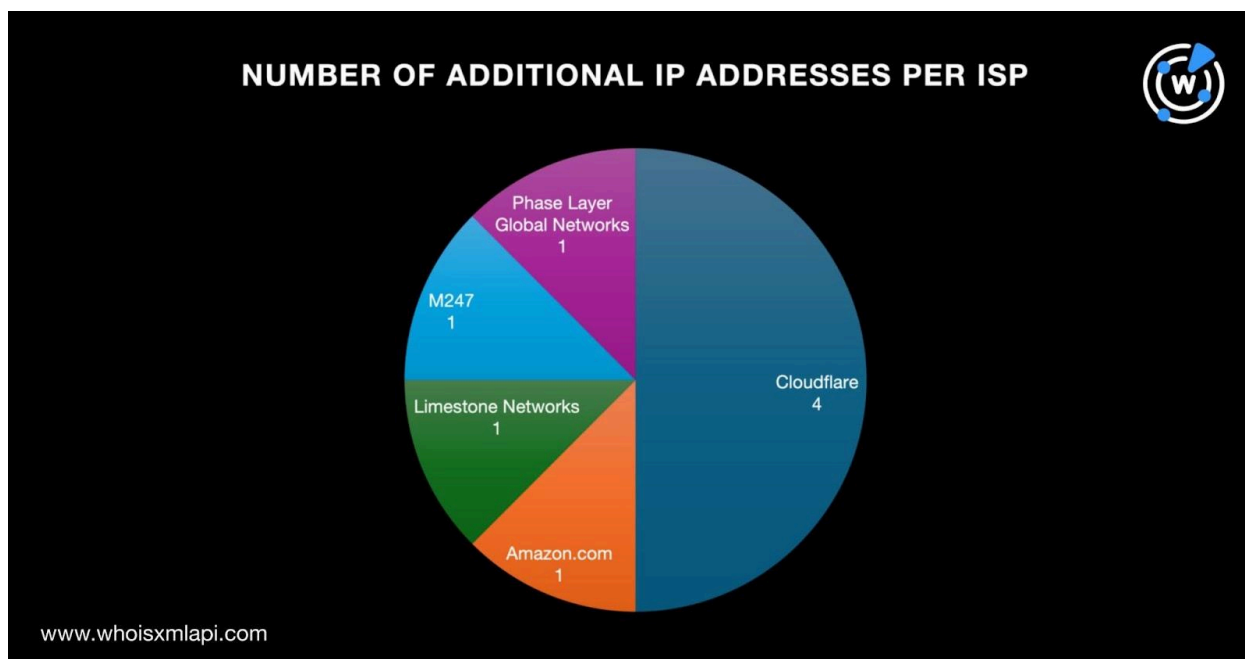 NUMBER OF ADDITIONAL IP ADDRESSES PER ISP
W
Phase Layer
Global Networks
1
M247
1
Cloudflare
4
Limestone Networks
1
Amazon.com
1
www.whoisxmlapi.com